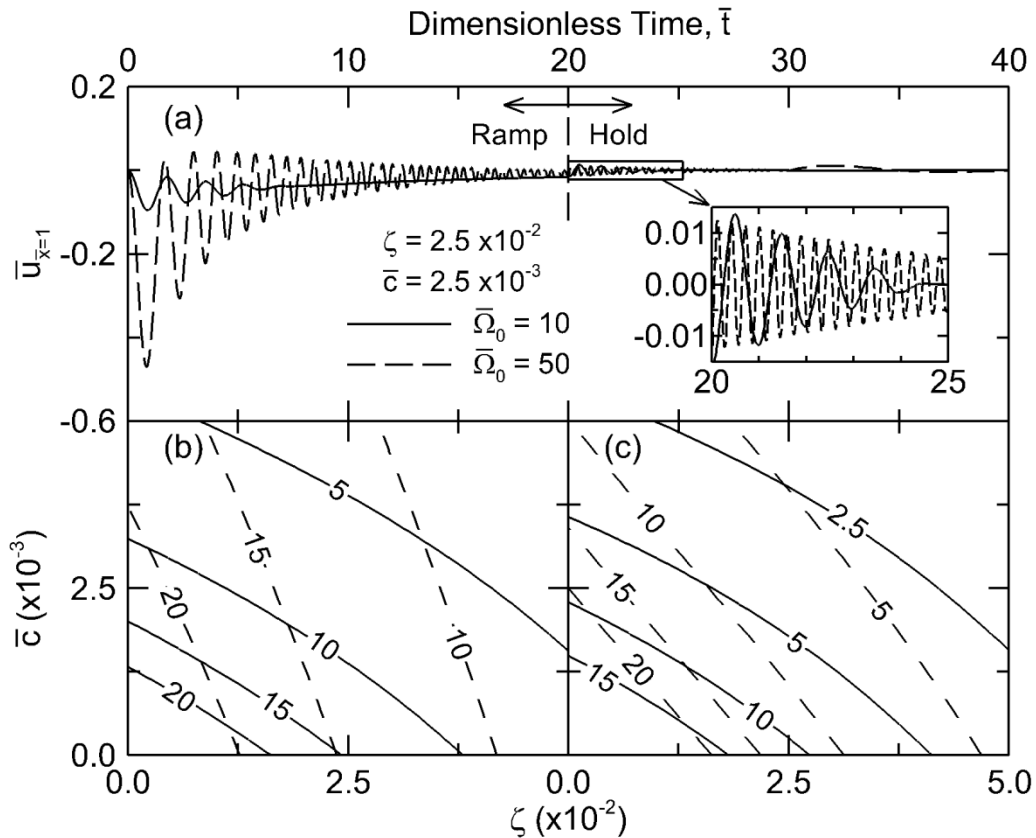 Dimensionless Time, t̄
0 10 20 30 40
0.2
(a)
Ramp Hold
-0.2
ū x̄=1
ζ = 2.5 x10⁻²
c̄ = 2.5 x10⁻³
Ω̄₀ = 10
Ω̄₀ = 50
0.01
0.00
-0.01
20 25
-0.6
(b) (c)
5 15 10 2.5
20 10 15 5
10 5
15 20 10
20 15
c̄ (x10⁻³)
2.5
0.0
0.0 2.5 0.0 2.5 5.0
ζ (x10⁻²)